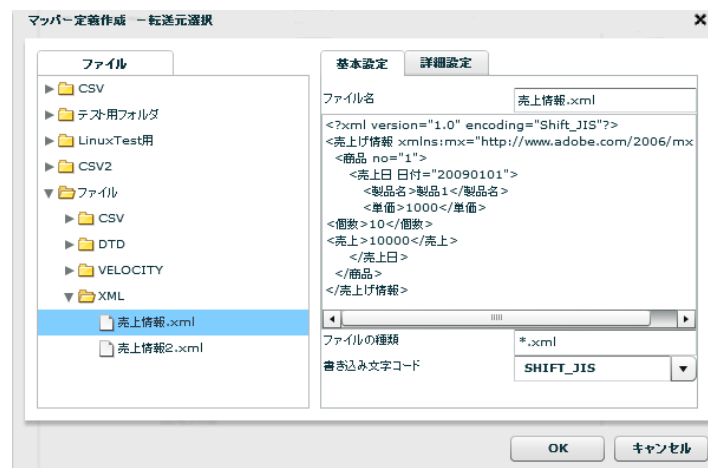 マッパー定義作成 －転送元選択
ファイル
CSV
テスト用フォルダ
LinuxTest用
CSV2
ファイル
CSV
DTD
VELOCITY
XML
売上情報.xml
売上情報2.xml
基本設定 詳細設定
ファイル名 売上情報.xml
<?xml version="1.0" encoding="Shift_JIS"?>
<売上げ情報 xmlns:mx="http://www.adobe.com/2006/mx
<商品 no="1">
<売上日 日付="20090101">
<製品名>製品1</製品名>
<単価>1000</単価>
<個数>10</個数>
<売上>10000</売上>
</売上日>
</商品>
</売上げ情報>
ファイルの種類 *.xml
書き込み文字コード SHIFT_JIS
OK キャンセル